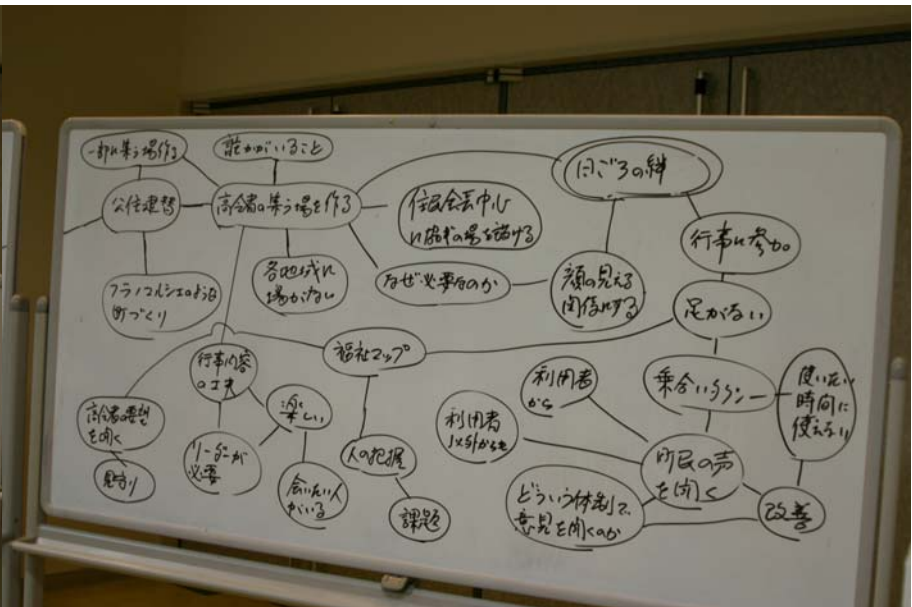 一部に集う場作る
誰かがいること
日ごろの絆
公住建替
高令者の集う場を作る
住民会長中心
に話ぎの場を設ける
行事に参加
各地域に
場がない
なぜ必要なのか
顔の見える
関係にする
フラノマルシェのような
町づくり
足がない
行事内容
の工夫
福祉マップ
利用者
から
乗合いタクシー
使いたい
時間に
使えない
高令者の要望
を聞く
楽しい
利用者
以外からも
リーダーが
必要
人の把握
町民の声
を聞く
見守り
会いたい人
がいる
課題
どういう体制で
意見を聞くのか
改善